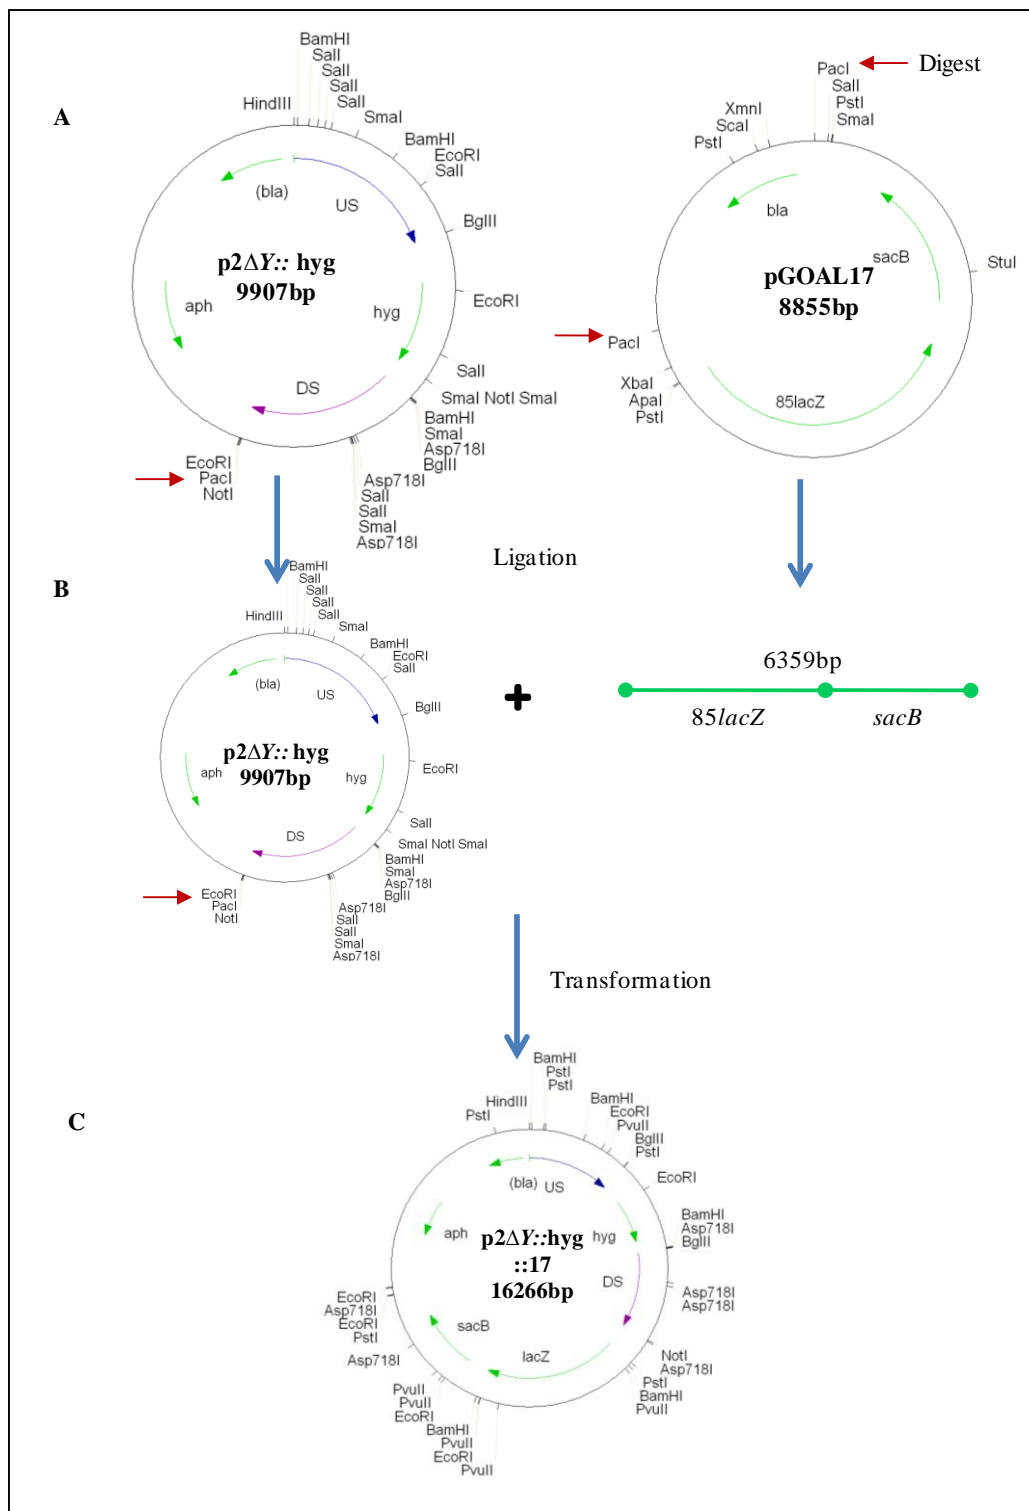 A
BamHI
SalI
SalI
SalI
SalI
HindIII
SmaI
BamHI
EcoRI
SalI
BglII
EcoRI
SalI
SmaI NotI SmaI
BamHI
SmaI
Asp718I
BglII
Asp718I
SalI
SalI
SmaI
Asp718I
EcoRI
PacI
NotI
(bla)
US
aph
hyg
DS
p2ΔY:: hyg
9907bp
PacI
Digest
SalI
PstI
SmaI
XmnI
ScaI
PstI
bla
sacB
StuI
pGOAL17
8855bp
PacI
XbaI
ApaI
PstI
85lacZ
Ligation
B
BamHI
SalI
SalI
SalI
SalI
HindIII
SmaI
BamHI
EcoRI
SalI
BglII
EcoRI
SalI
SmaI NotI SmaI
BamHI
SmaI
Asp718I
BglII
Asp718I
SalI
SalI
SmaI
Asp718I
EcoRI
PacI
NotI
(bla)
US
aph
hyg
DS
p2ΔY:: hyg
9907bp
+
6359bp
85lacZ sacB
Transformation
C
BamHI
PstI
PstI
HindIII
PstI
BamHI
EcoRI
PvuII
BglII
PstI
EcoRI
BamHI
Asp718I
BglII
Asp718I
Asp718I
NotI
Asp718I
PstI
BamHI
PvuII
EcoRI
Asp718I
EcoRI
PstI
Asp718I
PvuII
PvuII
EcoRI
BamHI
PvuII
EcoRI
PvuII
(bla) US
aph
hyg
DS
sacB
lacZ
p2ΔY::hyg
::17
16266bp